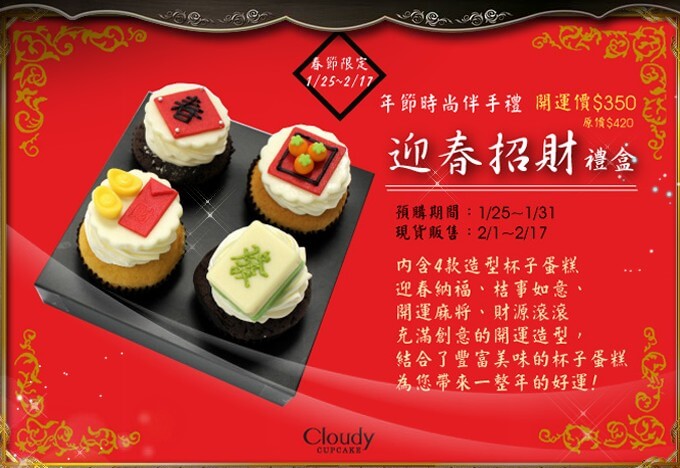 春節限定
1/25~2/17
年節時尚伴手禮 開運價$350
原價$420
迎春招財禮盒
預購期間：1/25~1/31
現貨販售：2/1~2/17
內含4款造型杯子蛋糕
迎春納福、桔事如意、
開運麻將、財源滾滾
充滿創意的開運造型，
結合了豐富美味的杯子蛋糕
為您帶來一整年的好運!
春
發
Cloudy
CUPCAKE